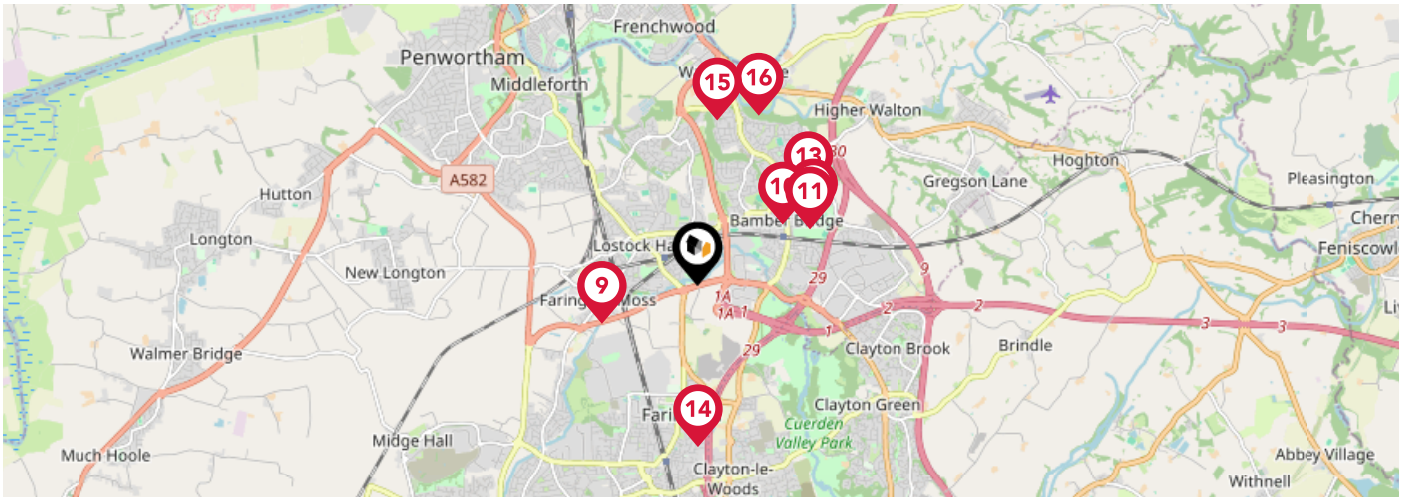 Frenchwood
Penwortham
Middleforth
15
16
Higher Walton
13
30
Hoghton
A582
Hutton
11
Gregson Lane
Pleasington
Bamber Bridge
Longton
Lostock Ha
New Longton
29
9
9
Moss
1A
1A
1
1
2
2
3
3
Walmer Bridge
29
Clayton Brook
Brindle
14
Clayton Green
Cuerden
Valley Park
Midge Hall
Much Hoole
Clayton-le-
Woods
Abbey Village
Withnell